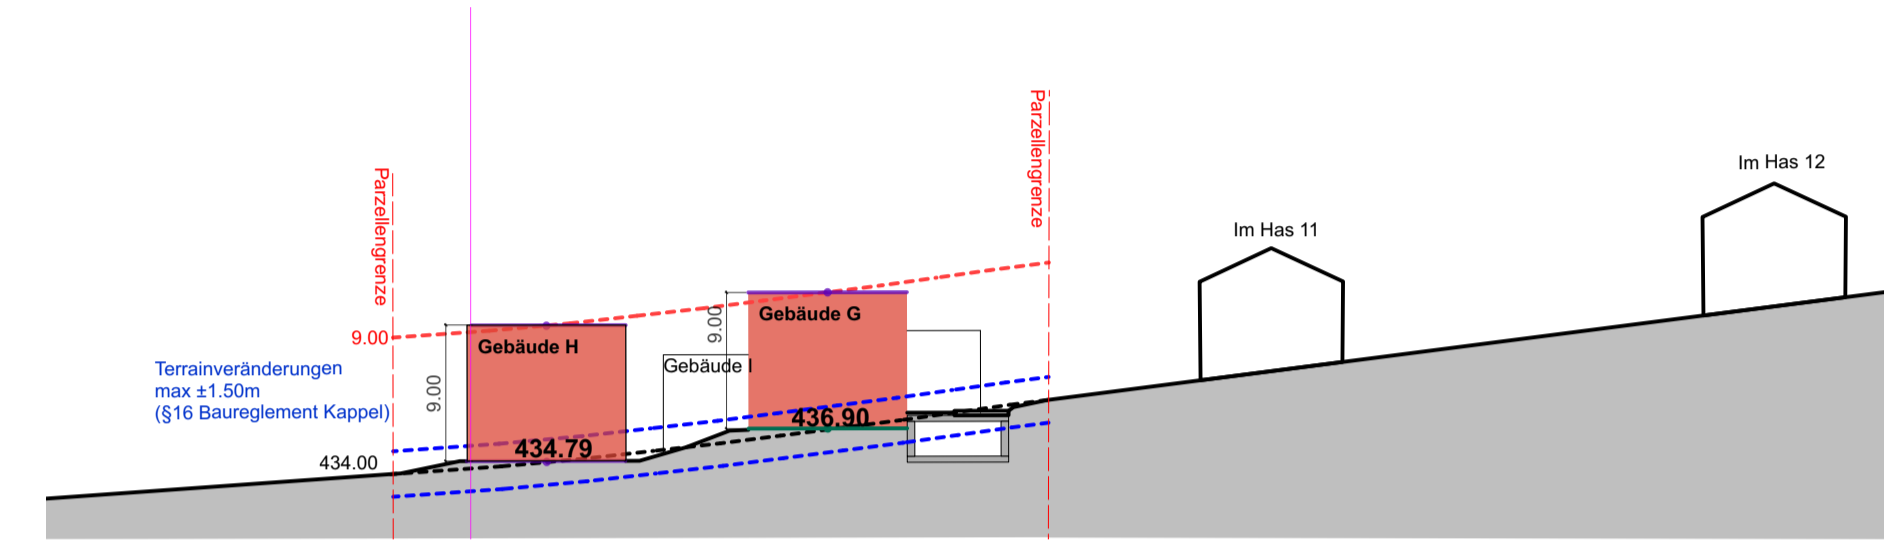 Parzellengrenze
Im Has 12
Parzellengrenze
Im Has 11
9.00
Gebäude G
9.00
Gebäude H
Gebäude I
Terrainveränderungen
max ±1.50m
(§16 Baureglement Kappel)
9.00
436.90
434.79
434.00